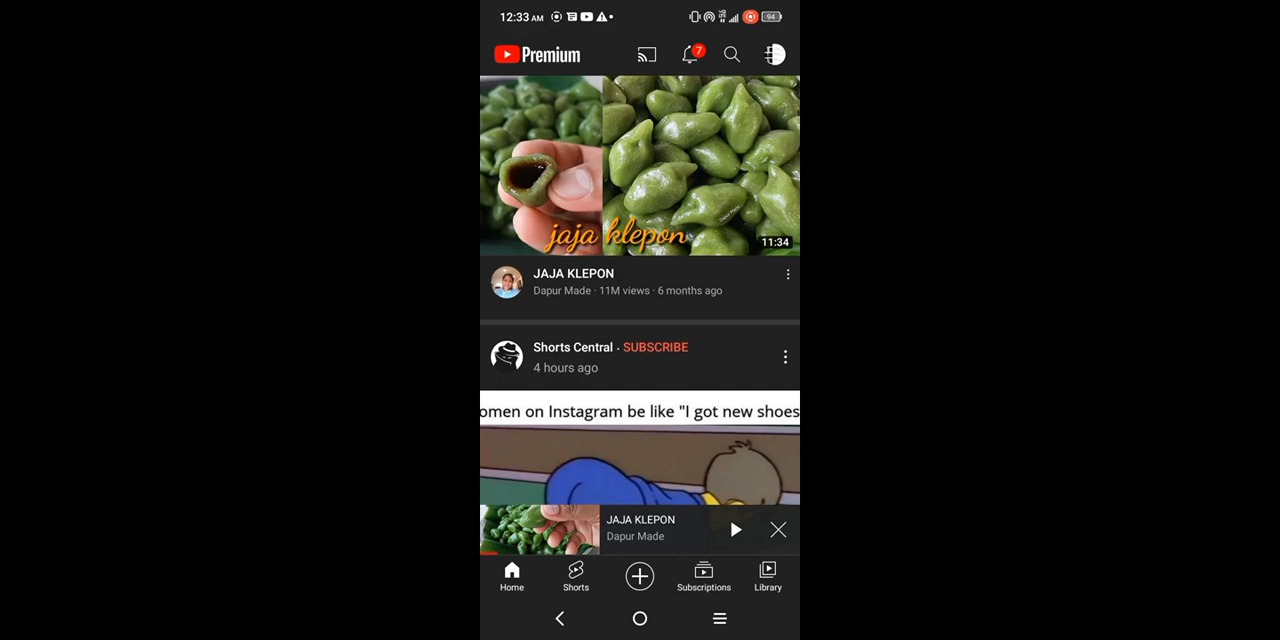 12:33 AM
94
Premium
7
jaja klepon
11:34
JAJA KLEPON
Dapur Made · 11M views · 6 months ago
Shorts Central · SUBSCRIBE
4 hours ago
omen on Instagram be like "I got new shoes
JAJA KLEPON
Dapur Made
Home
Shorts
Subscriptions
Library